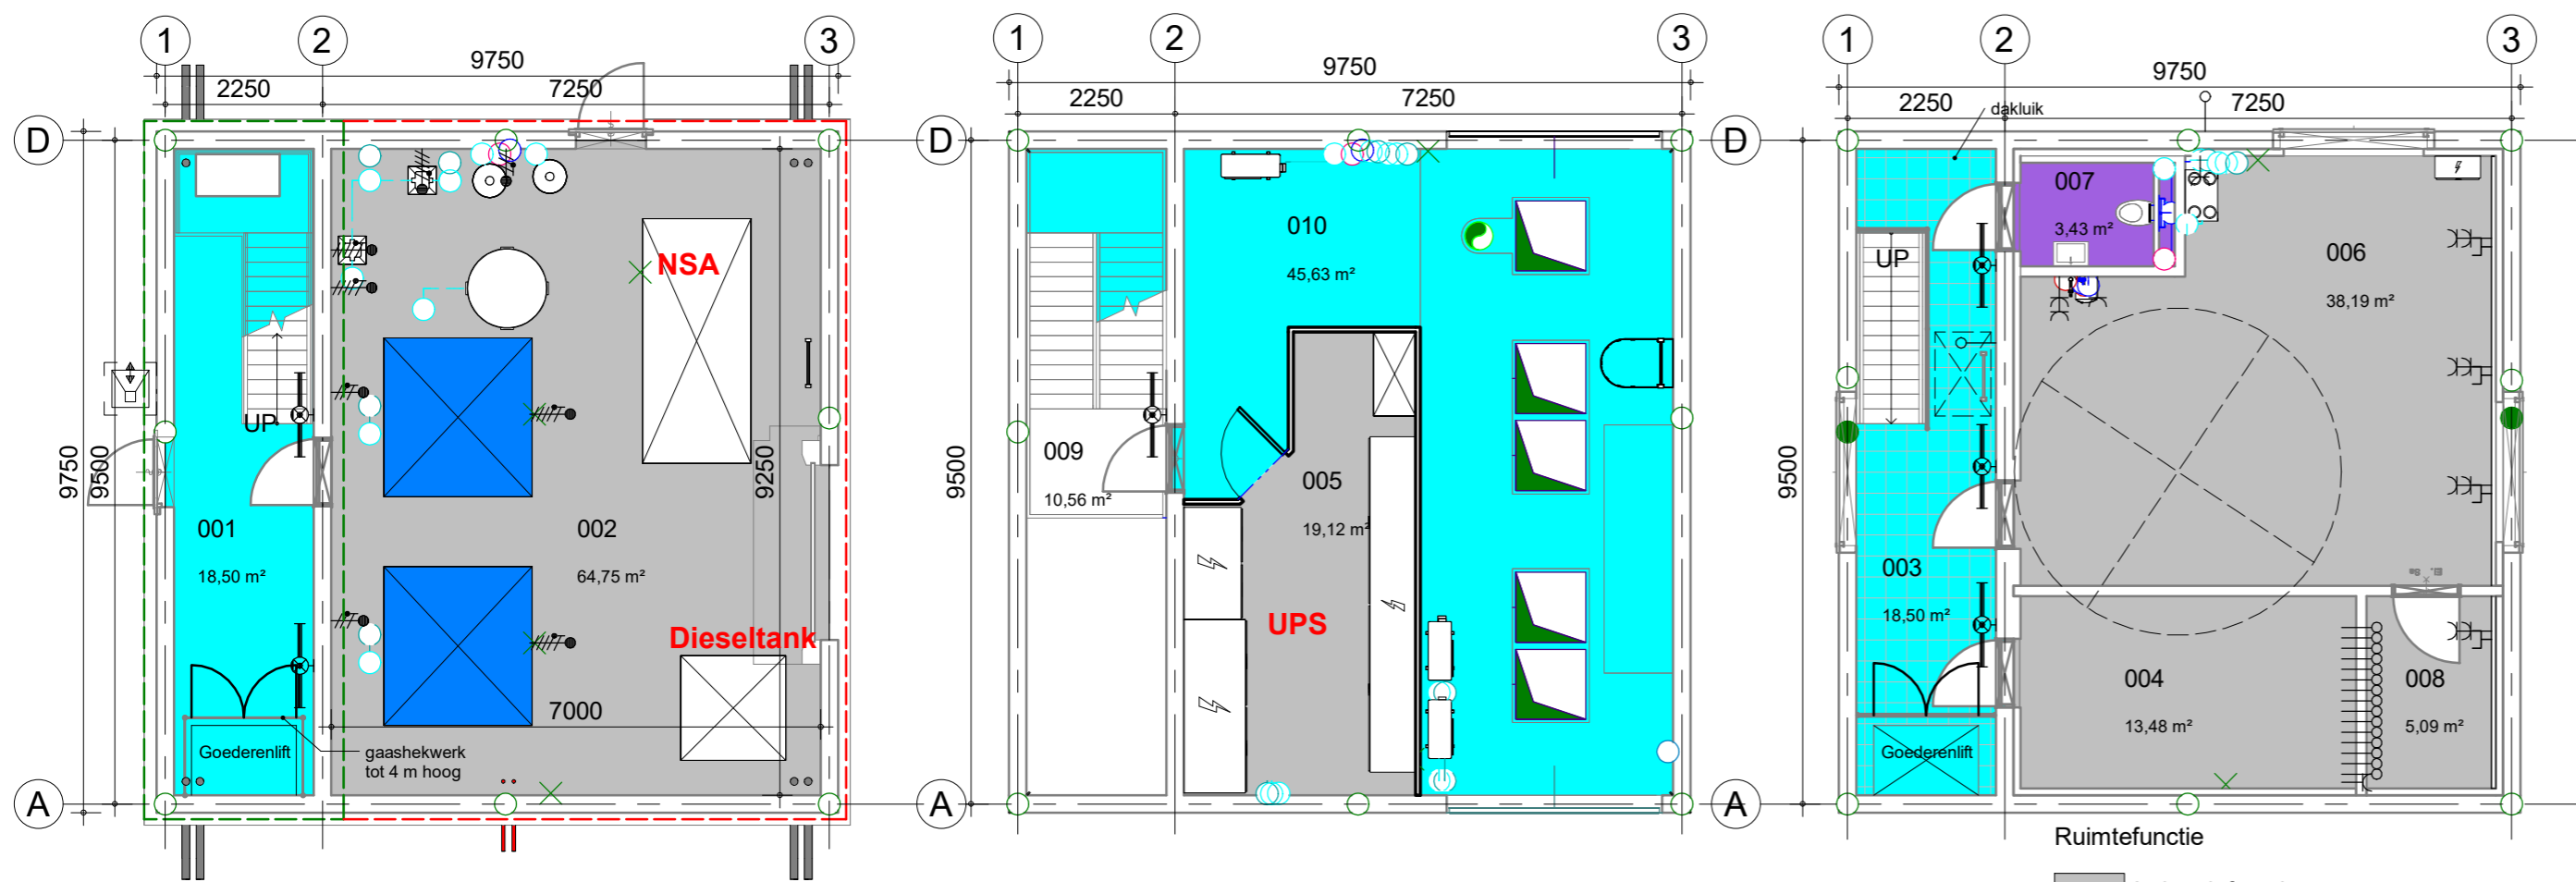 1
2
3
9750
2250
7250
D
A
9750
9500
9250
NSA
UP
001
18,50 m²
002
64,75 m²
Dieseltank
7000
Goederenlift
gaashekwerk
tot 4 m hoog
1
2
3
9750
2250
7250
D
A
9500
010
45,63 m²
009
10,56 m²
005
19,12 m²
UPS
1
2
3
9750
2250
7250
dakluik
D
A
9500
007
3,43 m²
UP
006
38,19 m²
003
18,50 m²
004
13,48 m²
008
5,09 m²
Goederenlift
Ruimtefunctie